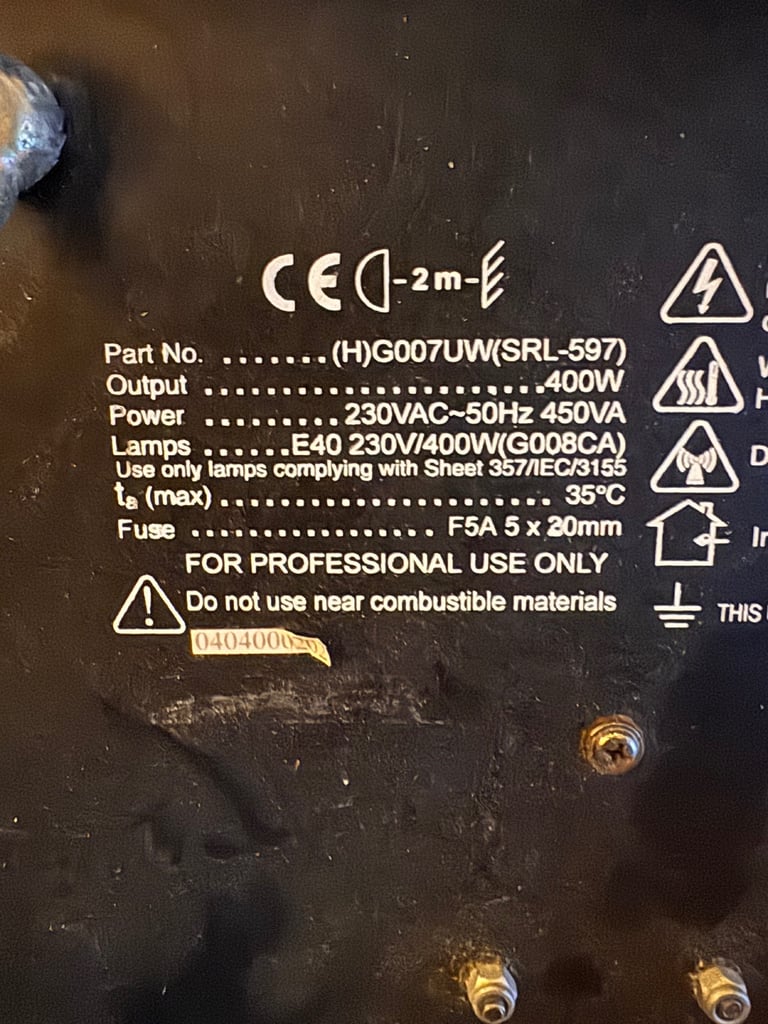 CE -2m-
Part No. .......(H)G007UW(SRL-597)
Output ......................400W
Power .........230VAC~50Hz 450VA
Lamps ......E40 230V/400W(G008CA)
Use only lamps complying with Sheet 357/IEC/3155
ta (max) ............................ 35°C
Fuse .................. F5A 5 x 20mm
FOR PROFESSIONAL USE ONLY
Do not use near combustible materials
THIS